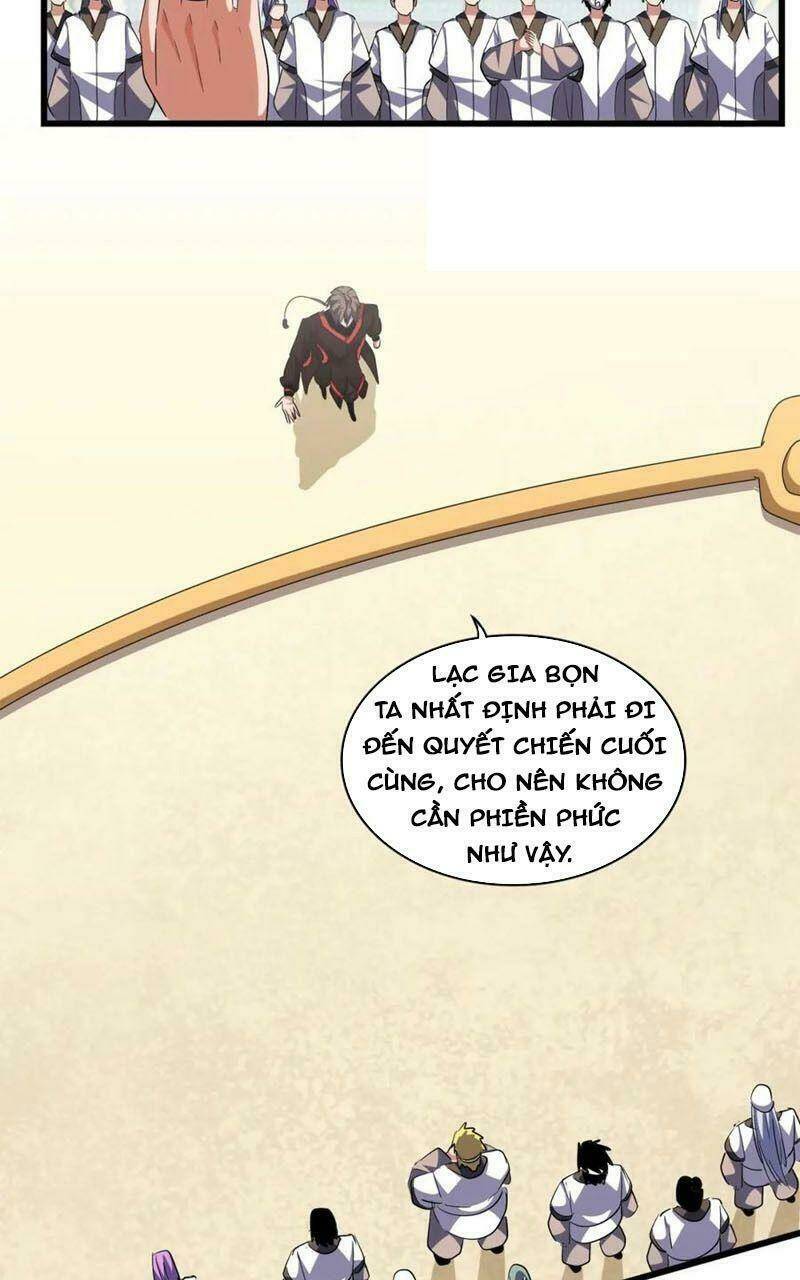 LẠC GIA BỌN
TA NHẤT ĐỊNH PHẢI ĐI
ĐẾN QUYẾT CHIẾN CUỐI
CÙNG, CHO NÊN KHÔNG
CẦN PHIỀN PHỨC
NHƯ VẬY.